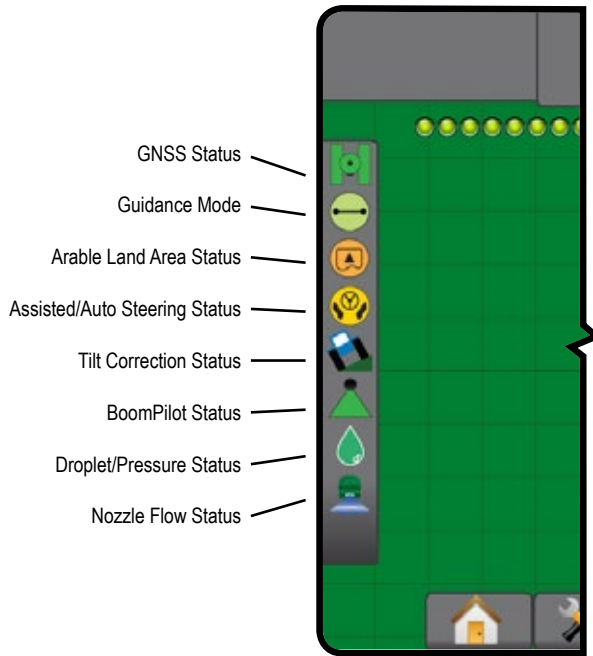 GNSS Status
Guidance Mode
Arable Land Area Status
Assisted/Auto Steering Status
Tilt Correction Status
BoomPilot Status
Droplet/Pressure Status
Nozzle Flow Status